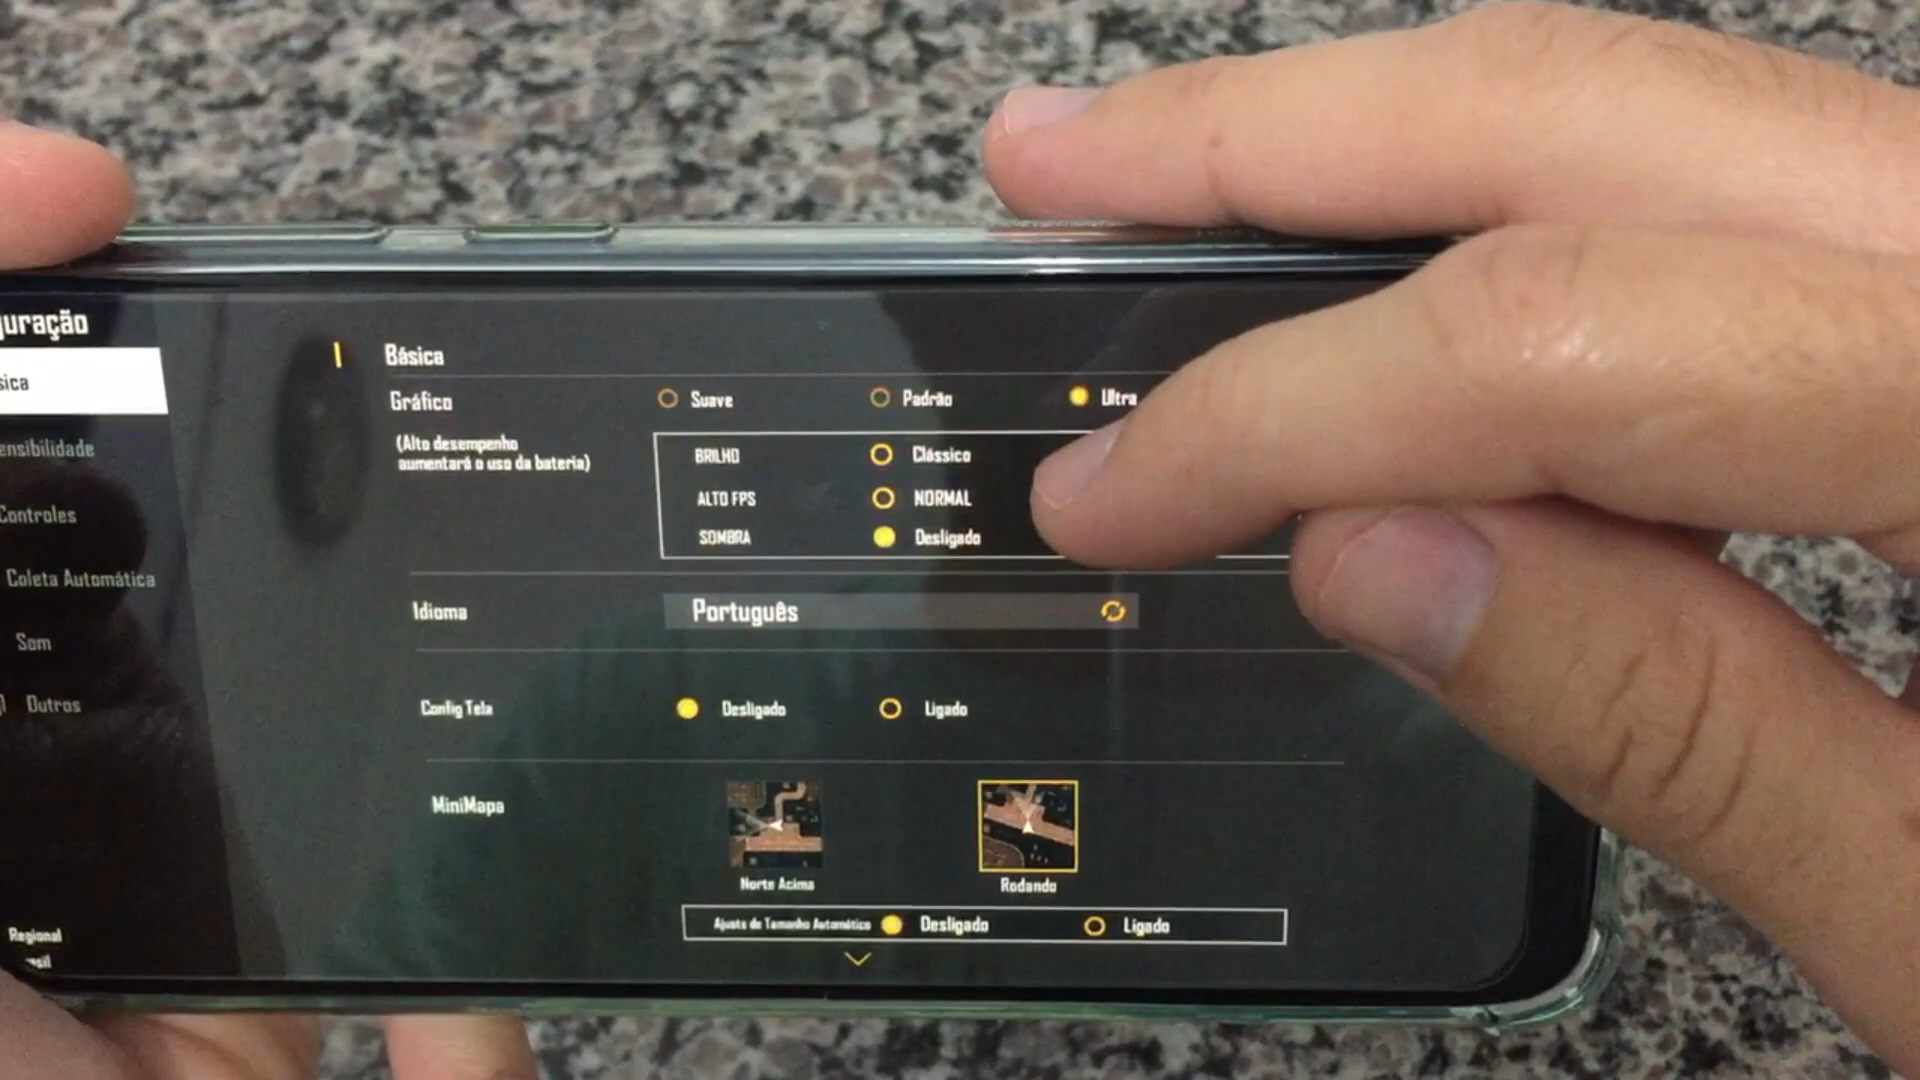 uração
sica
ensibilidade
Controles
Coleta Automática
Som
Outros
Regional
sil
Básica
Gráfico
Suave
Padrão
Ultra
(Alto desempenho
aumentará o uso da bateria)
BRILHO
Clássico
ALTO FPS
NORMAL
SOMBRA
Desligado
Idioma
Português
Config Tela
Desligado
Ligado
MiniMapa
Norte Acima
Rodando
Ajuste de Tamanho Automático
Desligado
Ligado